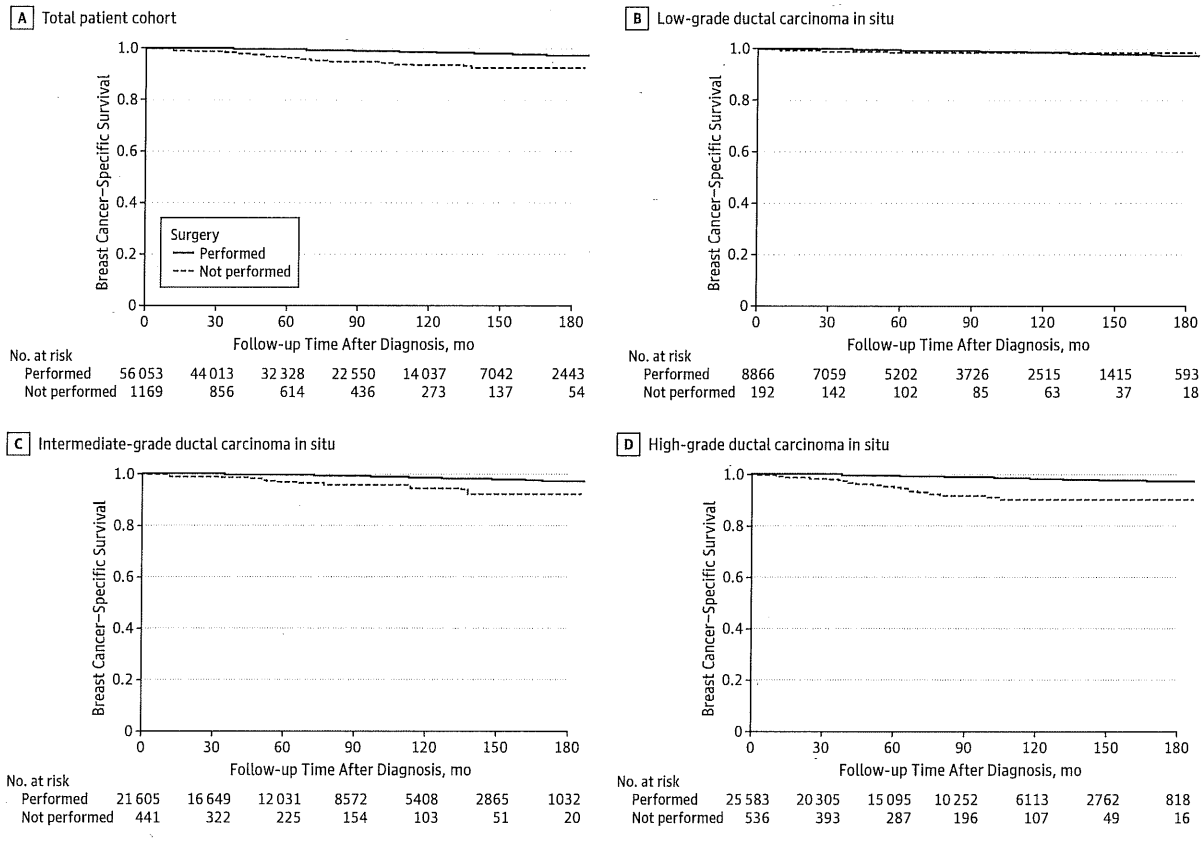 A Total patient cohort
Breast Cancer–Specific Survival
1.0
0.8
0.6
0.4
0.2
0
Surgery
Performed
Not performed
0 30 60 90 120 150 180
Follow-up Time After Diagnosis, mo
No. at risk
Performed 56 053 44 013 32 328 22 550 14 037 7042 2443
Not performed 1169 856 614 436 273 137 54
B Low-grade ductal carcinoma in situ
Breast Cancer–Specific Survival
1.0
0.8
0.6
0.4
0.2
0
0 30 60 90 120 150 180
Follow-up Time After Diagnosis, mo
No. at risk
Performed 8866 7059 5202 3726 2515 1415 593
Not performed 192 142 102 85 63 37 18
C Intermediate-grade ductal carcinoma in situ
Breast Cancer–Specific Survival
1.0
0.8
0.6
0.4
0.2
0
0 30 60 90 120 150 180
Follow-up Time After Diagnosis, mo
No. at risk
Performed 21 605 16 649 12 031 8572 5408 2865 1032
Not performed 441 322 225 154 103 51 20
D High-grade ductal carcinoma in situ
Breast Cancer–Specific Survival
1.0
0.8
0.6
0.4
0.2
0
0 30 60 90 120 150 180
Follow-up Time After Diagnosis, mo
No. at risk
Performed 25 583 20 305 15 095 10 252 6113 2762 818
Not performed 536 393 287 196 107 49 16